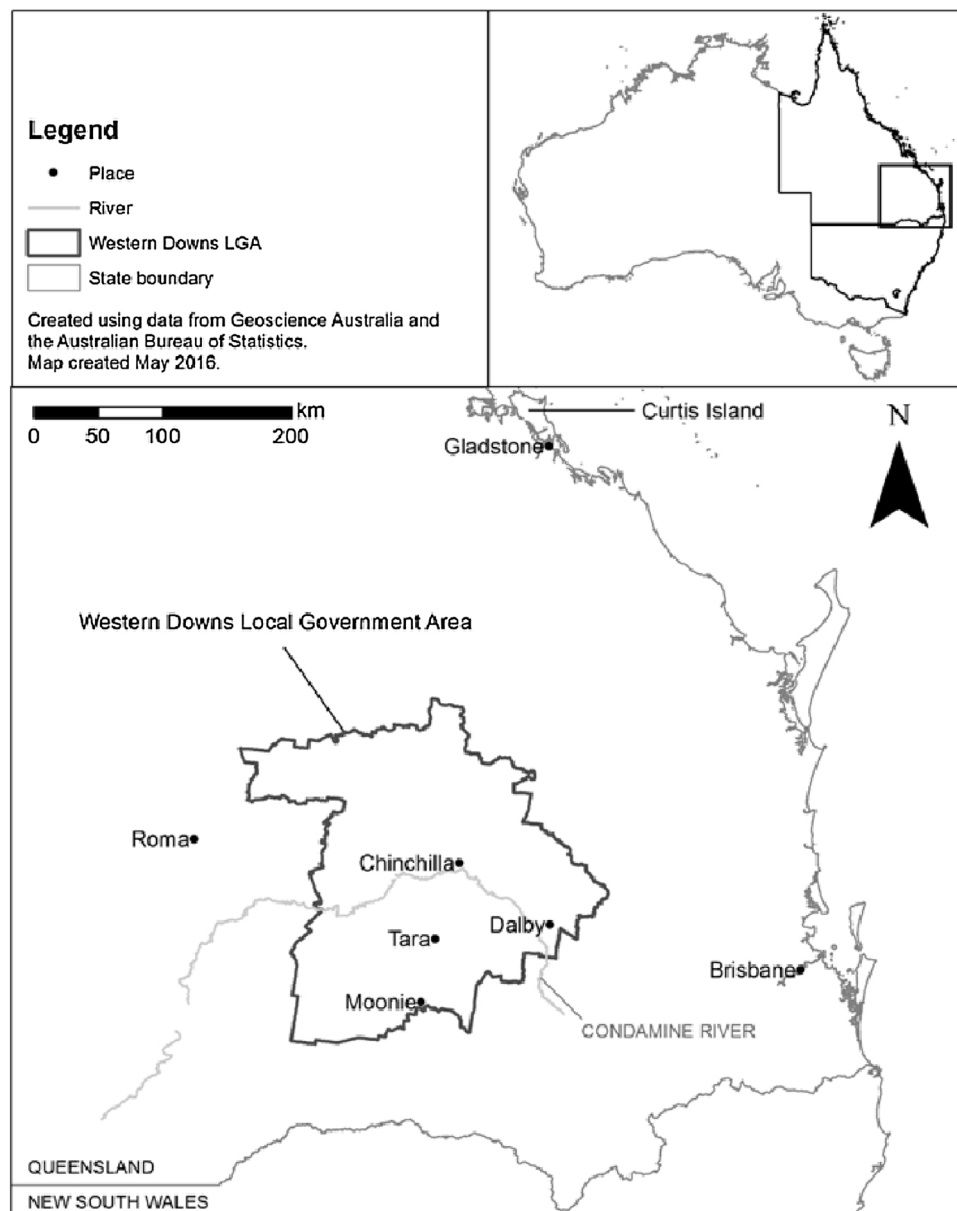 Legend
Place
River
Western Downs LGA
State boundary
Created using data from Geoscience Australia and
the Australian Bureau of Statistics.
Map created May 2016.
km
0 50 100 200
Curtis Island
N
Gladstone
Western Downs Local Government Area
Roma
Chinchilla
Dalby
Tara
Brisbane
Moonie
CONDAMINE RIVER
QUEENSLAND
NEW SOUTH WALES